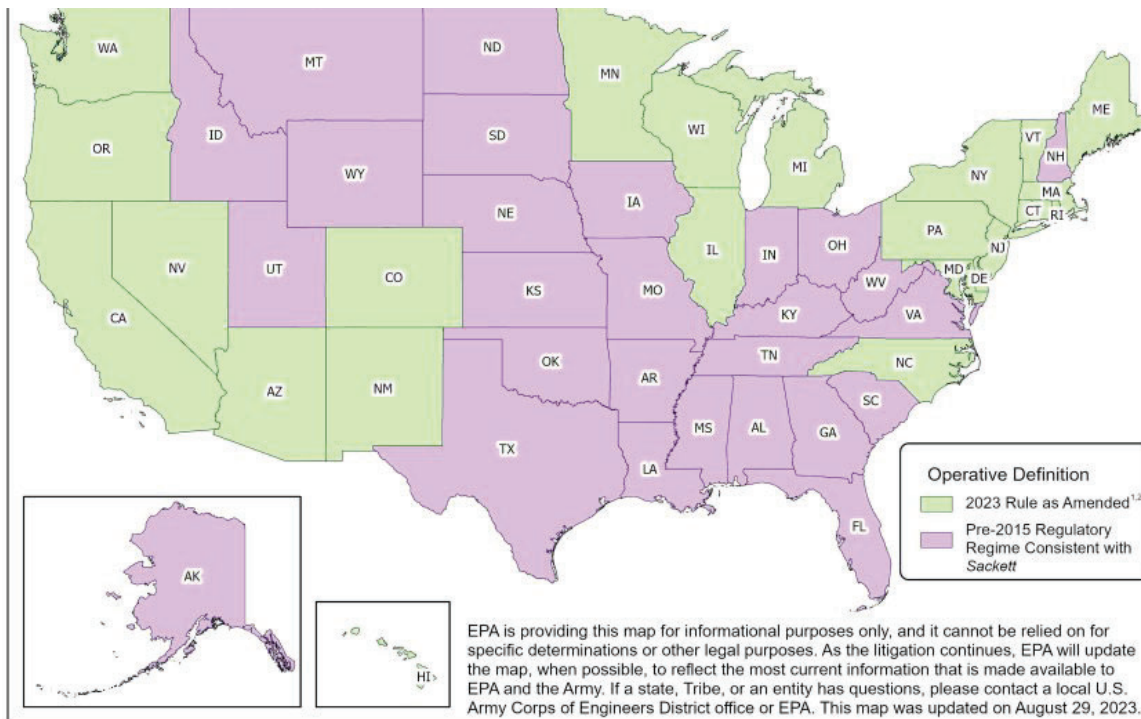 WA
MT
ND
MN
ME
OR
ID
SD
WI
VT
NH
WY
MI
NY
MA
CT
RI
NE
IA
PA
NJ
NV
UT
CO
IL
IN
OH
MD
DE
CA
KS
MO
WV
VA
KY
AZ
NM
OK
AR
TN
NC
SC
TX
LA
MS
AL
GA
FL
AK
HI
Operative Definition
2023 Rule as Amended1,2
Pre-2015 Regulatory
Regime Consistent with
Sackett
EPA is providing this map for informational purposes only, and it cannot be relied on for
specific determinations or other legal purposes. As the litigation continues, EPA will update
the map, when possible, to reflect the most current information that is made available to
EPA and the Army. If a state, Tribe, or an entity has questions, please contact a local U.S.
Army Corps of Engineers District office or EPA. This map was updated on August 29, 2023.